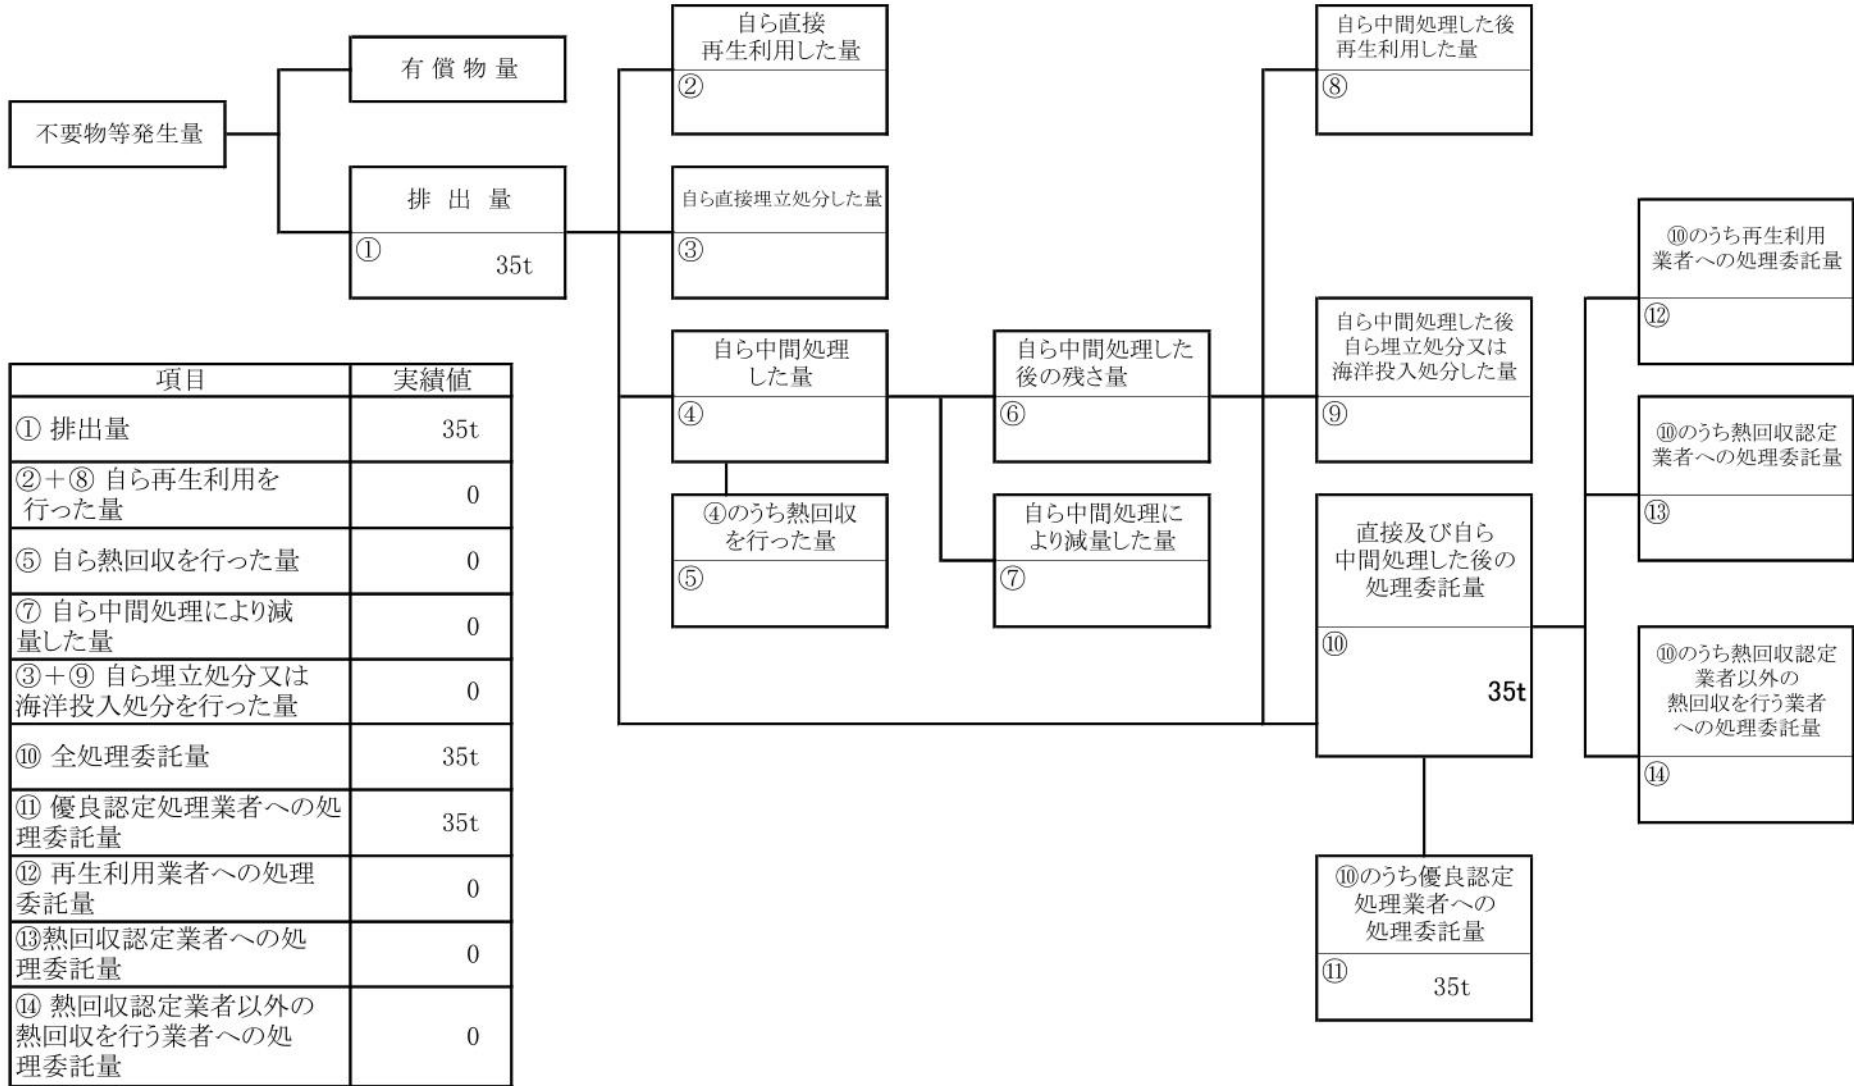 不要物等発生量
有 償 物 量
排 出 量
①
35t
自ら直接
再生利用した量
②
自ら直接埋立処分した量
③
自ら中間処理
した量
④
④のうち熱回収
を行った量
⑤
自ら中間処理した
後の残さ量
⑥
自ら中間処理に
より減量した量
⑦
自ら中間処理した後
再生利用した量
⑧
自ら中間処理した後
自ら埋立処分又は
海洋投入処分した量
⑨
直接及び自ら
中間処理した後の
処理委託量
⑩
35t
⑩のうち優良認定
処理業者への
処理委託量
⑪
35t
⑩のうち再生利用
業者への処理委託量
⑫
⑩のうち熱回収認定
業者への処理委託量
⑬
⑩のうち熱回収認定
業者以外の
熱回収を行う業者
への処理委託量
⑭
項目 実績値
① 排出量 35t
②＋⑧ 自ら再生利用を
行った量 0
⑤ 自ら熱回収を行った量 0
⑦ 自ら中間処理により減
量した量 0
③＋⑨ 自ら埋立処分又は
海洋投入処分を行った量 0
⑩ 全処理委託量 35t
⑪ 優良認定処理業者への処
理委託量 35t
⑫ 再生利用業者への処理
委託量 0
⑬熱回収認定業者への処
理委託量 0
⑭ 熱回収認定業者以外の
熱回収を行う業者への処
理委託量 0